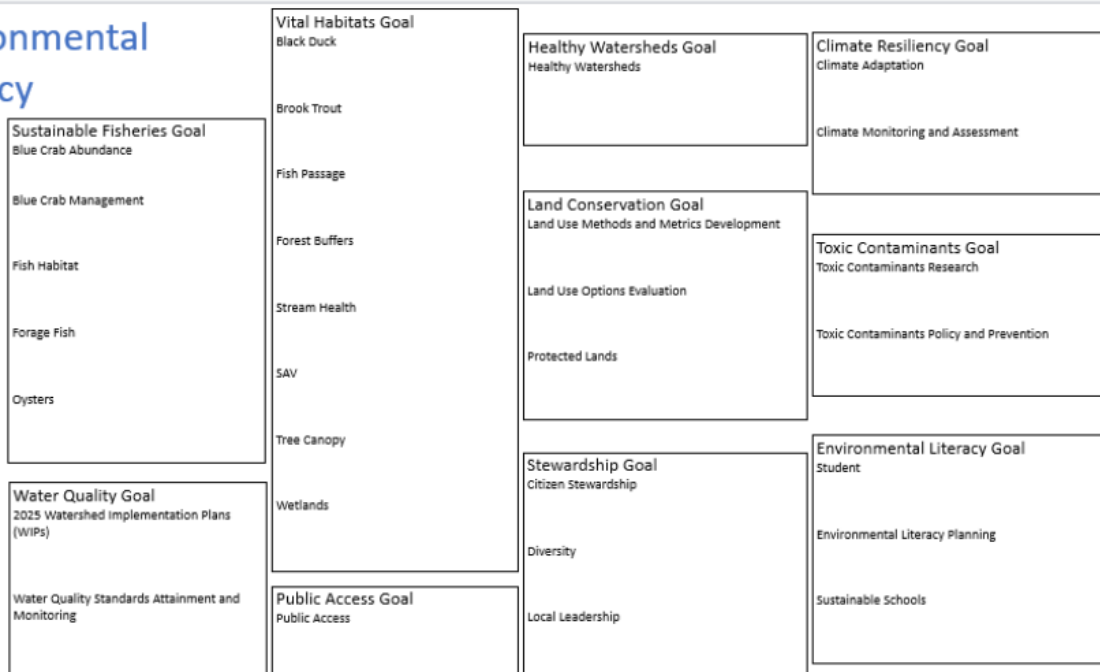 onmental
cy
Sustainable Fisheries Goal
Blue Crab Abundance
Blue Crab Management
Fish Habitat
Forage Fish
Oysters
Water Quality Goal
2025 Watershed Implementation Plans
(WIPs)
Water Quality Standards Attainment and
Monitoring
Vital Habitats Goal
Black Duck
Brook Trout
Fish Passage
Forest Buffers
Stream Health
SAV
Tree Canopy
Wetlands
Public Access Goal
Public Access
Healthy Watersheds Goal
Healthy Watersheds
Land Conservation Goal
Land Use Methods and Metrics Development
Land Use Options Evaluation
Protected Lands
Stewardship Goal
Citizen Stewardship
Diversity
Local Leadership
Climate Resiliency Goal
Climate Adaptation
Climate Monitoring and Assessment
Toxic Contaminants Goal
Toxic Contaminants Research
Toxic Contaminants Policy and Prevention
Environmental Literacy Goal
Student
Environmental Literacy Planning
Sustainable Schools